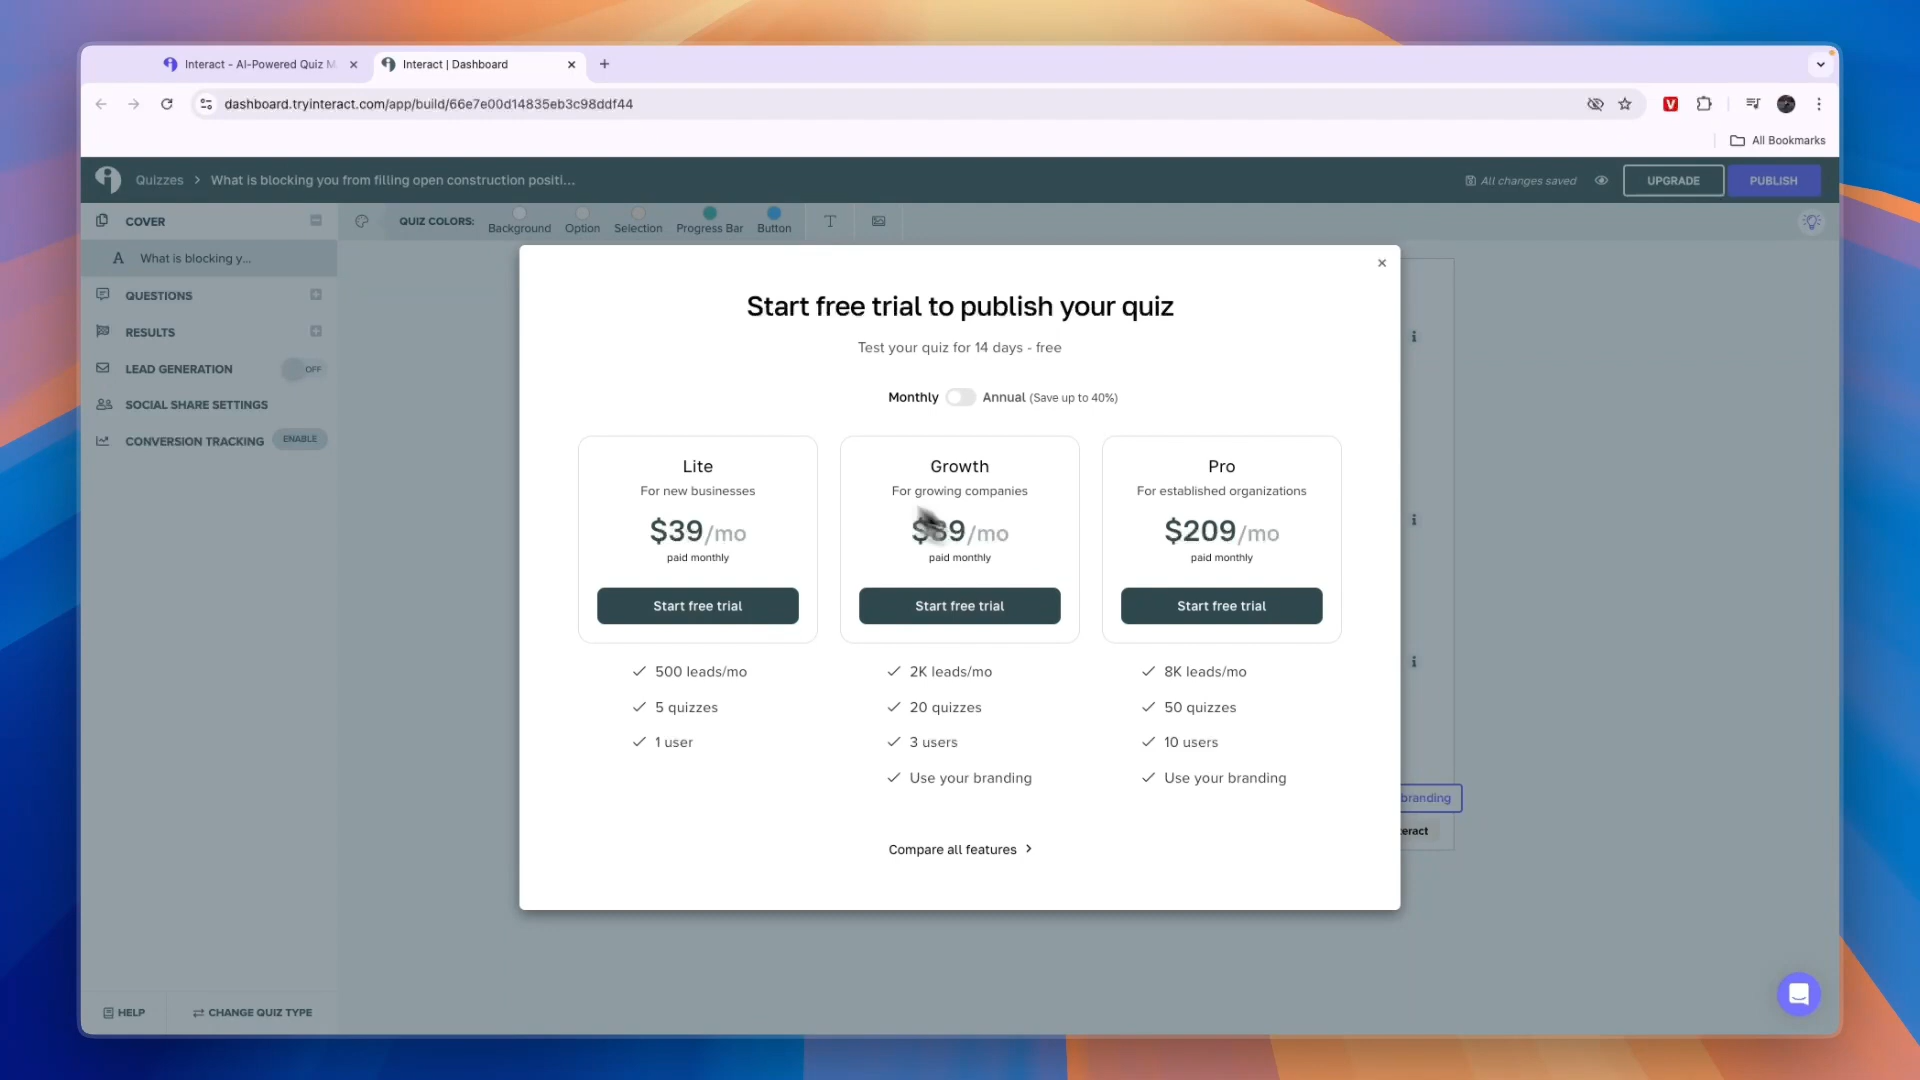 Interact - AI-Powered Quiz M
Interact | Dashboard
dashboard.tryinteract.com/app/build/66e7e00d14835eb3c98ddf44
All Bookmarks
Quizzes > What is blocking you from filling open construction positi...
All changes saved
UPGRADE
PUBLISH
COVER
QUIZ COLORS:
Background
Option
Selection
Progress Bar
Button
What is blocking y...
QUESTIONS
RESULTS
LEAD GENERATION
OFF
SOCIAL SHARE SETTINGS
CONVERSION TRACKING
ENABLE
Start free trial to publish your quiz
Test your quiz for 14 days - free
Monthly
Annual (Save up to 40%)
Lite
For new businesses
$39/mo
paid monthly
Start free trial
500 leads/mo
5 quizzes
1 user
Growth
For growing companies
$89/mo
paid monthly
Start free trial
2K leads/mo
20 quizzes
3 users
Use your branding
Pro
For established organizations
$209/mo
paid monthly
Start free trial
8K leads/mo
50 quizzes
10 users
Use your branding
Compare all features >
branding
teract
HELP
CHANGE QUIZ TYPE